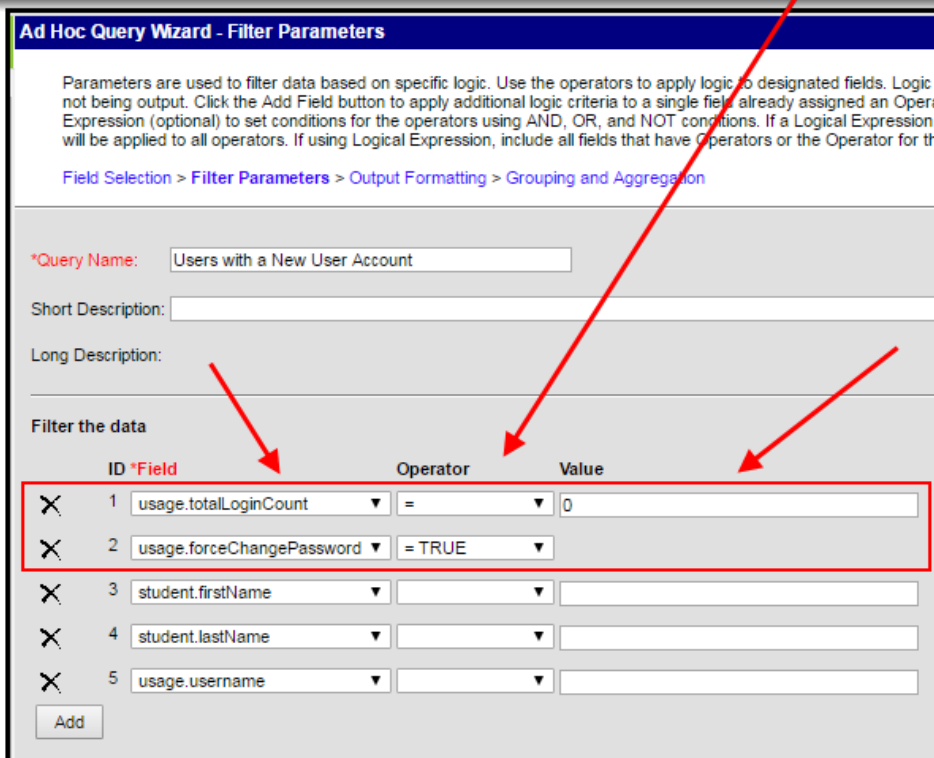 Ad Hoc Query Wizard - Filter Parameters
Parameters are used to filter data based on specific logic. Use the operators to apply logic to designated fields. Logic
not being output. Click the Add Field button to apply additional logic criteria to a single field already assigned an Oper
Expression (optional) to set conditions for the operators using AND, OR, and NOT conditions. If a Logical Expression
will be applied to all operators. If using Logical Expression, include all fields that have Operators or the Operator for th
Field Selection > Filter Parameters > Output Formatting > Grouping and Aggregation
*Query Name: Users with a New User Account
Short Description:
Long Description:
Filter the data
ID *Field Operator Value
1 usage.totalLoginCount = 0
2 usage.forceChangePassword = TRUE
3 student.firstName
4 student.lastName
5 usage.username
Add